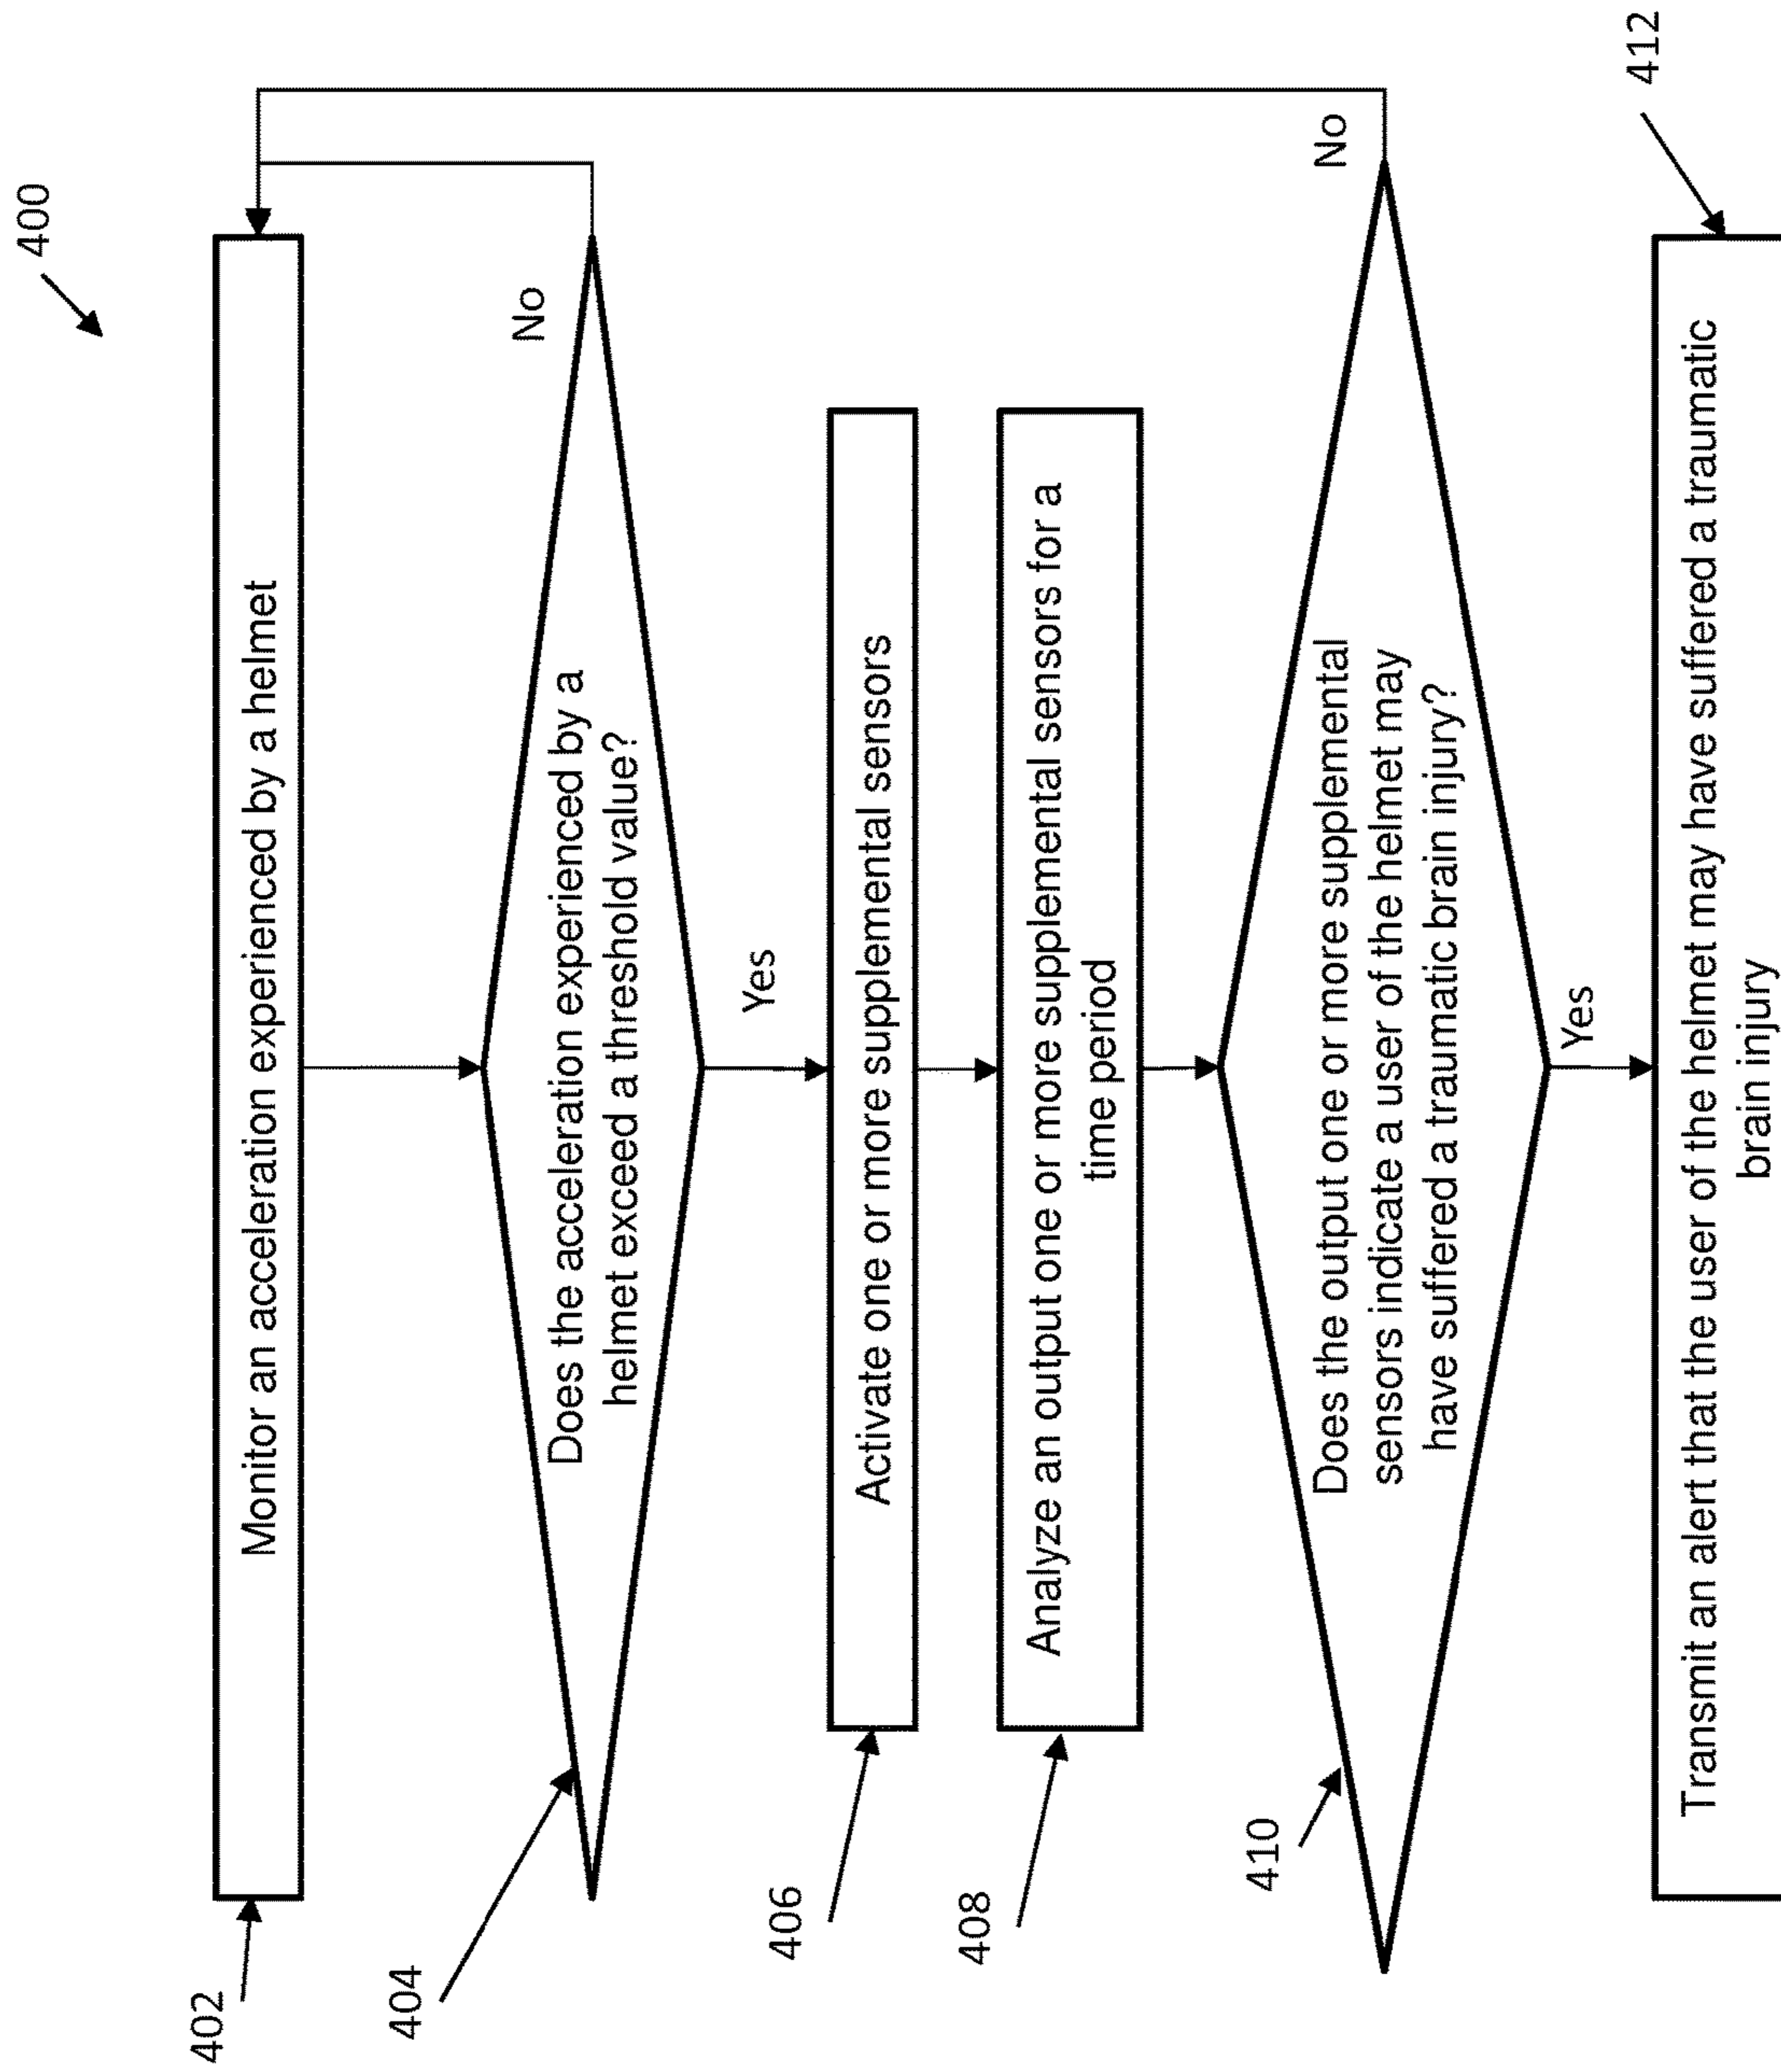 400
402
Monitor an acceleration experienced by a helmet
404
Does the acceleration experienced by a
helmet exceed a threshold value?
No
Yes
406
Activate one or more supplemental sensors
408
Analyze an output one or more supplemental sensors for a
time period
410
Does the output one or more supplemental
sensors indicate a user of the helmet may
have suffered a traumatic brain injury?
No
Yes
412
Transmit an alert that the user of the helmet may have suffered a traumatic
brain injury